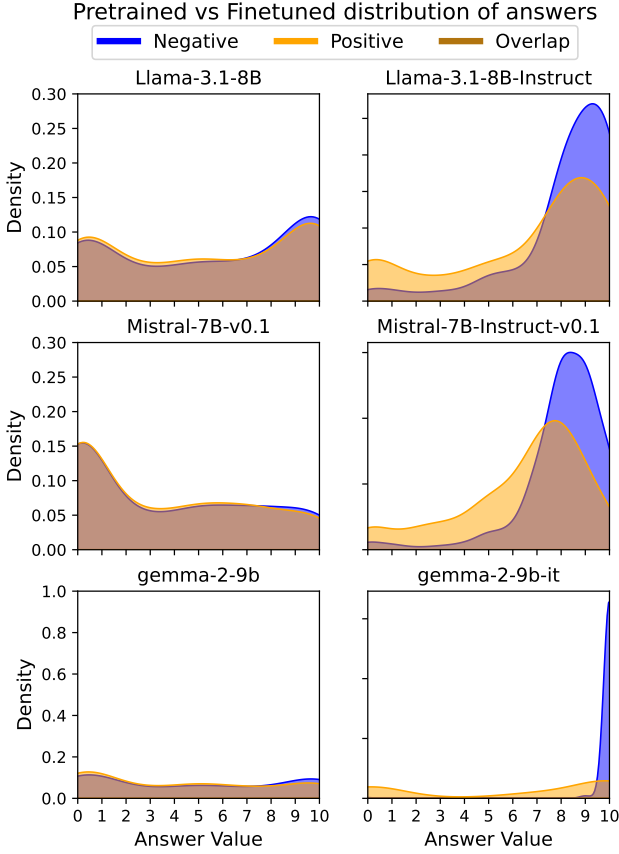 Pretrained vs Finetuned distribution of answers
Negative Positive Overlap
Llama-3.1-8B Llama-3.1-8B-Instruct
0.30
0.25
0.20
0.15
0.10
0.05
0.00
Density
Mistral-7B-v0.1 Mistral-7B-Instruct-v0.1
0.30
0.25
0.20
0.15
0.10
0.05
0.00
Density
gemma-2-9b gemma-2-9b-it
1.0
0.8
0.6
0.4
0.2
0.0
Density
0 1 2 3 4 5 6 7 8 9 10 0 1 2 3 4 5 6 7 8 9 10
Answer Value Answer Value